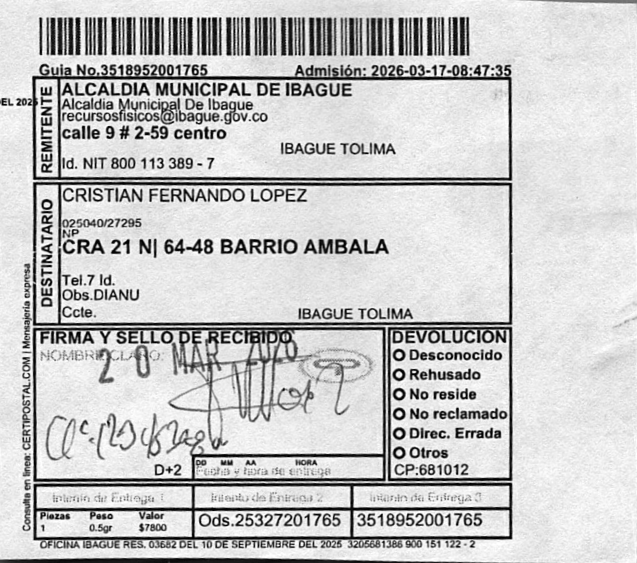 Guia No.3518952001765 Admisión: 2026-03-17-08:47:35
DEL 2025
REMITENTE
ALCALDIA MUNICIPAL DE IBAGUE
Alcaldia Municipal De Ibague
recursosfisicos@ibague.gov.co
calle 9 # 2-59 centro
IBAGUE TOLIMA
Id. NIT 800 113 389 - 7
DESTINATARIO
CRISTIAN FERNANDO LOPEZ
025040/27295
NP
CRA 21 N| 64-48 BARRIO AMBALA
Tel.7 Id.
Obs.DIANU
Ccte. IBAGUE TOLIMA
Consulta en linea: CERTIPOSTAL.COM | Mensajería expresa
FIRMA Y SELLO DE RECIBIDO
NOMBRE CLARO:
20 MAR 2026
D+2
DD MM AA HORA
Fecha y hora de entrega
DEVOLUCION
Desconocido
Rehusado
No reside
No reclamado
Direc. Errada
Otros
CP:681012
Intento de Entrega 1 Intento de Entrega 2 Intento de Entrega 3
Piezas Peso Valor
1 0.5gr $7800
Ods.25327201765 3518952001765
OFICINA IBAGUE RES. 03682 DEL 10 DE SEPTIEMBRE DEL 2025 3205681386 900 151 122 - 2